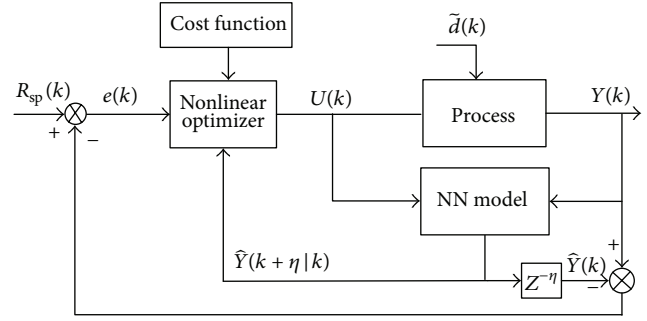 Cost function
d̃(k)
R_sp(k)
e(k)
Nonlinear
optimizer
U(k)
Process
Y(k)
+
−
NN model
Ŷ(k + η | k)
Z^{−η}
Ŷ(k)
+
−